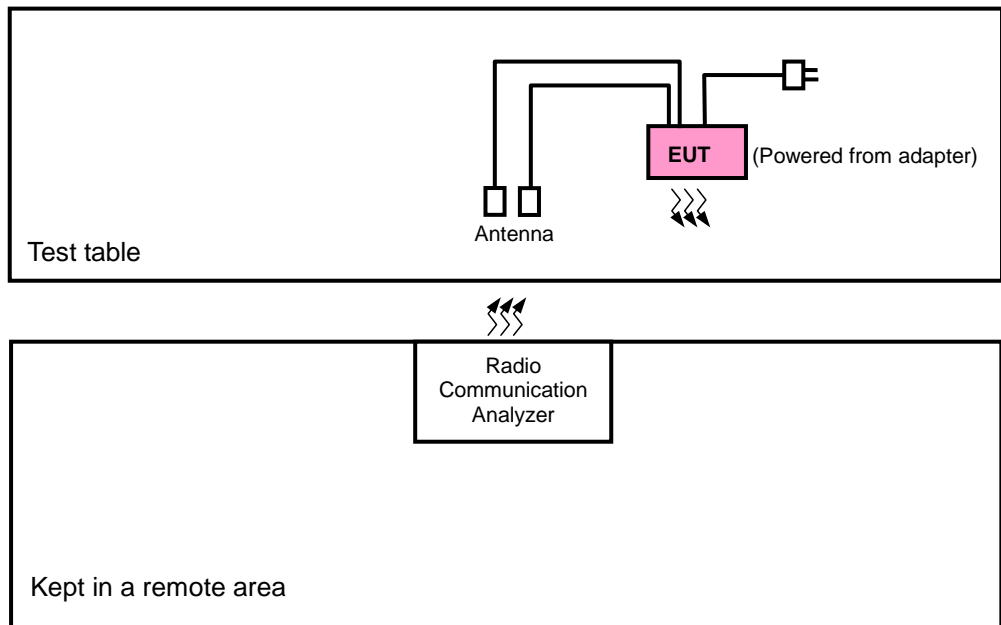 EUT
(Powered from adapter)
Antenna
Test table
Radio
Communication
Analyzer
Kept in a remote area